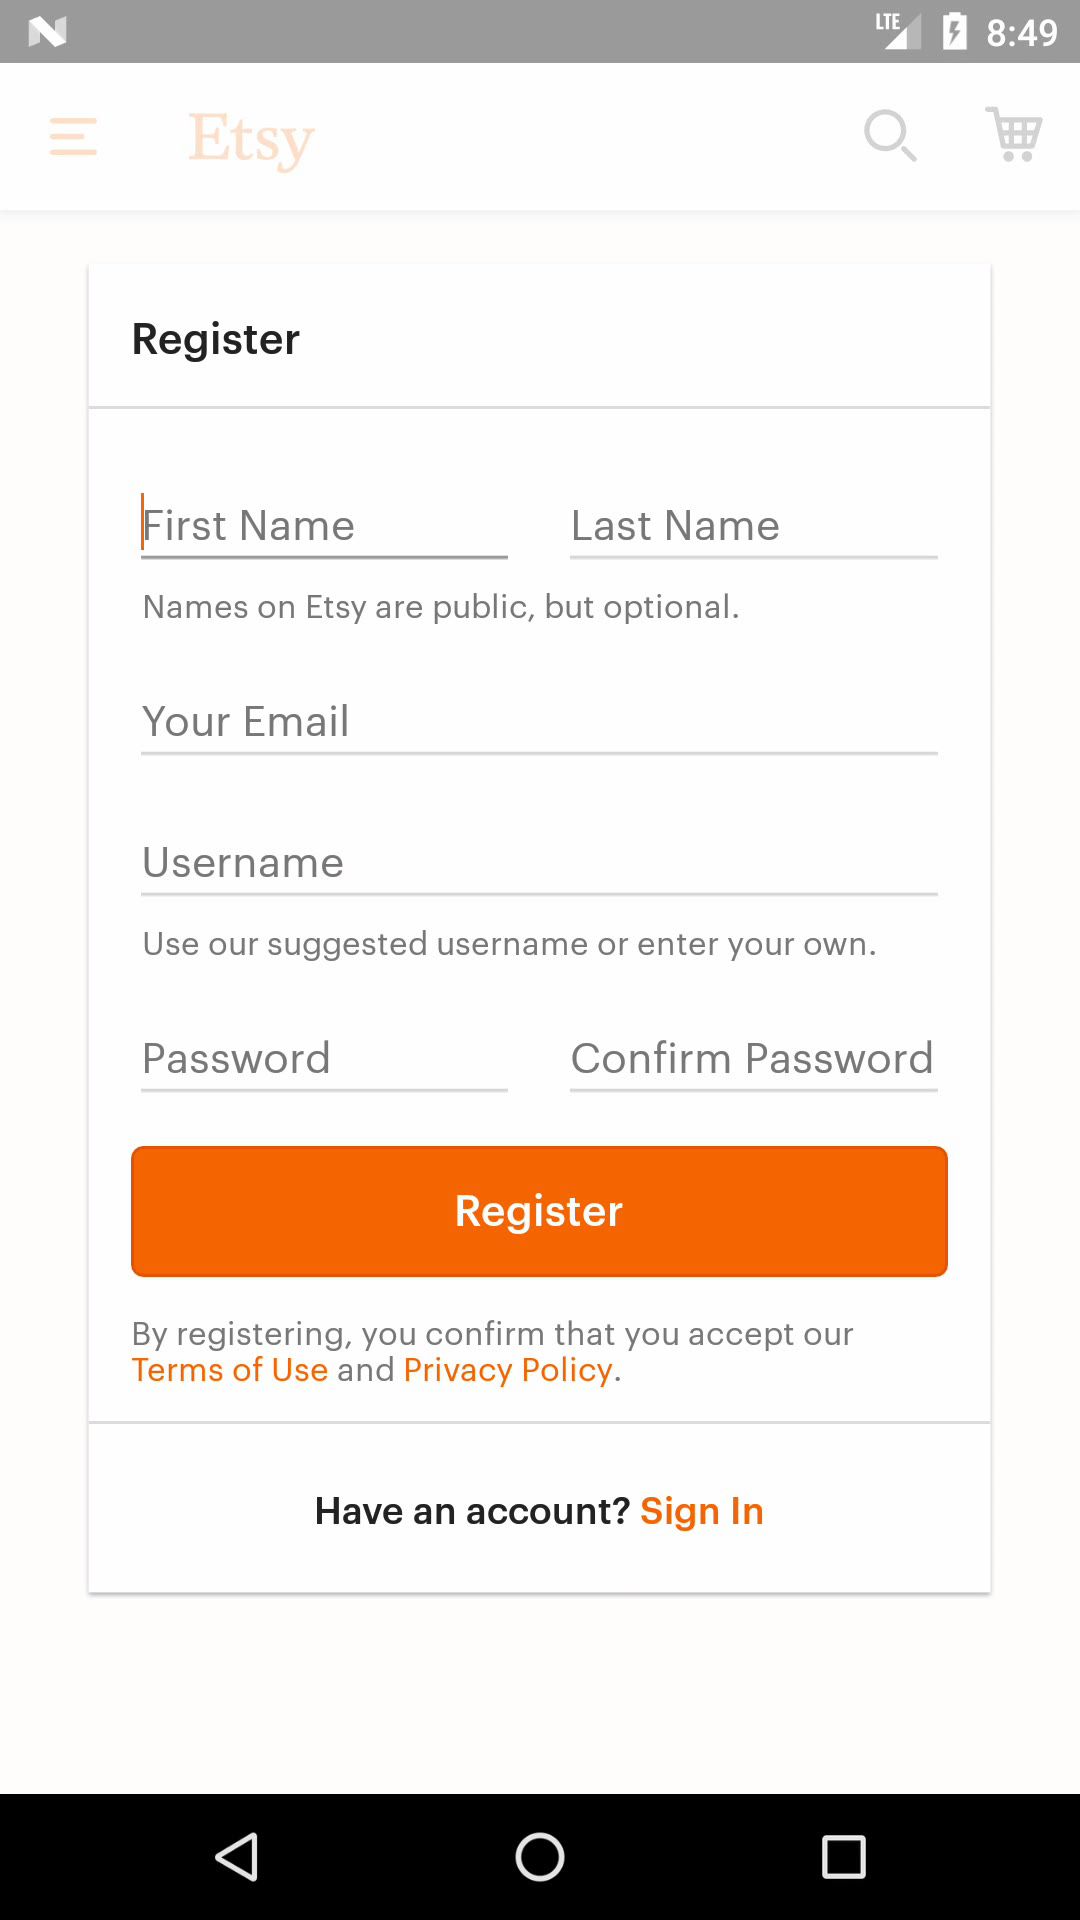 LTE 8:49
Etsy
Register
First Name Last Name
Names on Etsy are public, but optional.
Your Email
Username
Use our suggested username or enter your own.
Password Confirm Password
Register
By registering, you confirm that you accept our
Terms of Use and Privacy Policy.
Have an account? Sign In